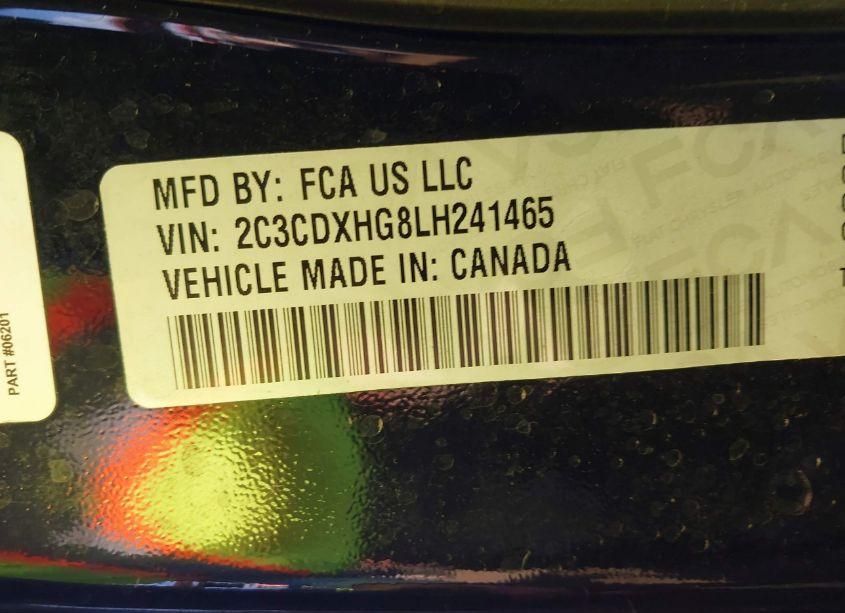 MFD BY: FCA US LLC
VIN: 2C3CDXHG8LH241465
VEHICLE MADE IN: CANADA
PART #06201